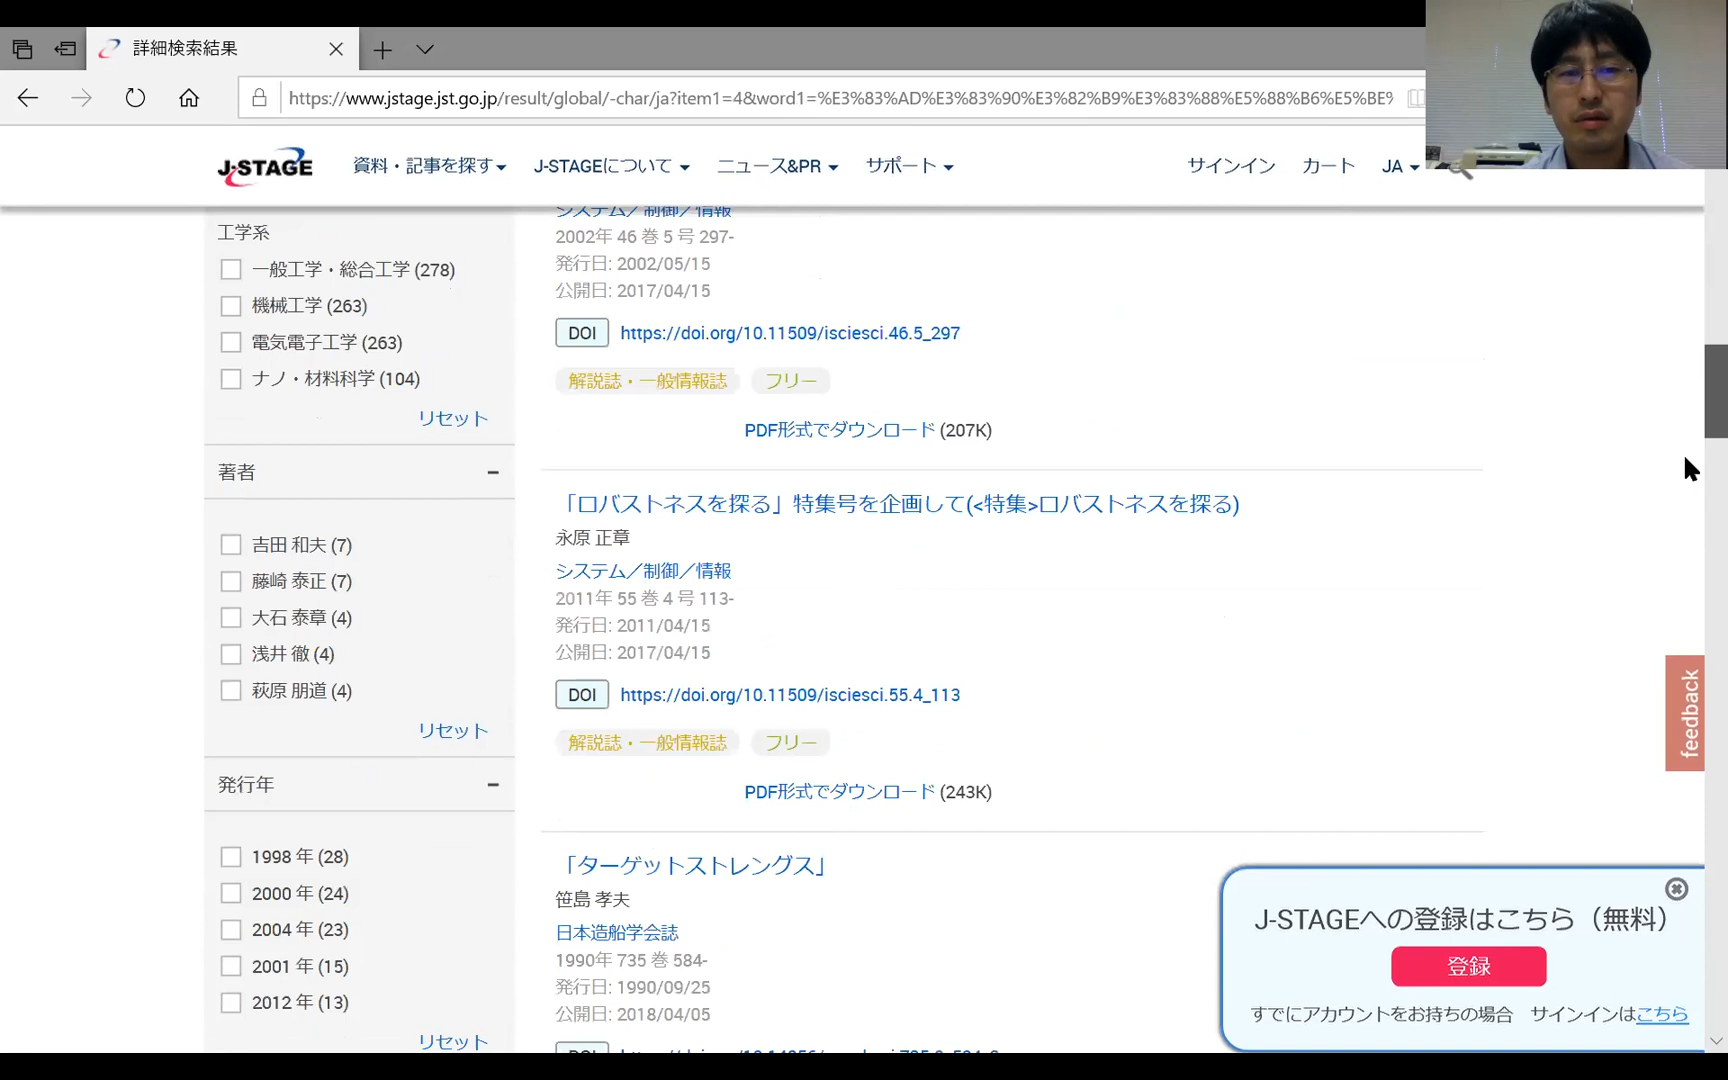 詳細検索結果
https://www.jstage.jst.go.jp/result/global/-char/ja?item1=4&word1=%E3%83%AD%E3%83%90%E3%82%B9%E3%83%88%E5%88%B6%E5%BE%
J-STAGE
資料・記事を探す
J-STAGEについて
ニュース&PR
サポート
サインイン
カート
JA
工学系
一般工学・総合工学 (278)
機械工学 (263)
電気電子工学 (263)
ナノ・材料科学 (104)
リセット
著者
吉田 和夫 (7)
藤崎 泰正 (7)
大石 泰章 (4)
浅井 徹 (4)
萩原 朋道 (4)
リセット
発行年
1998 年 (28)
2000 年 (24)
2004 年 (23)
2001 年 (15)
2012 年 (13)
リセット
システム／制御／情報
2002年 46 巻 5 号 297-
発行日: 2002/05/15
公開日: 2017/04/15
DOI https://doi.org/10.11509/isciesci.46.5_297
解説誌・一般情報誌 フリー
PDF形式でダウンロード (207K)
「ロバストネスを探る」特集号を企画して(<特集>ロバストネスを探る)
永原 正章
システム／制御／情報
2011年 55 巻 4 号 113-
発行日: 2011/04/15
公開日: 2017/04/15
DOI https://doi.org/10.11509/isciesci.55.4_113
解説誌・一般情報誌 フリー
PDF形式でダウンロード (243K)
「ターゲットストレングス」
笹島 孝夫
日本造船学会誌
1990年 735 巻 584-
発行日: 1990/09/25
公開日: 2018/04/05
feedback
J-STAGEへの登録はこちら（無料）
登録
すでにアカウントをお持ちの場合 サインインはこちら